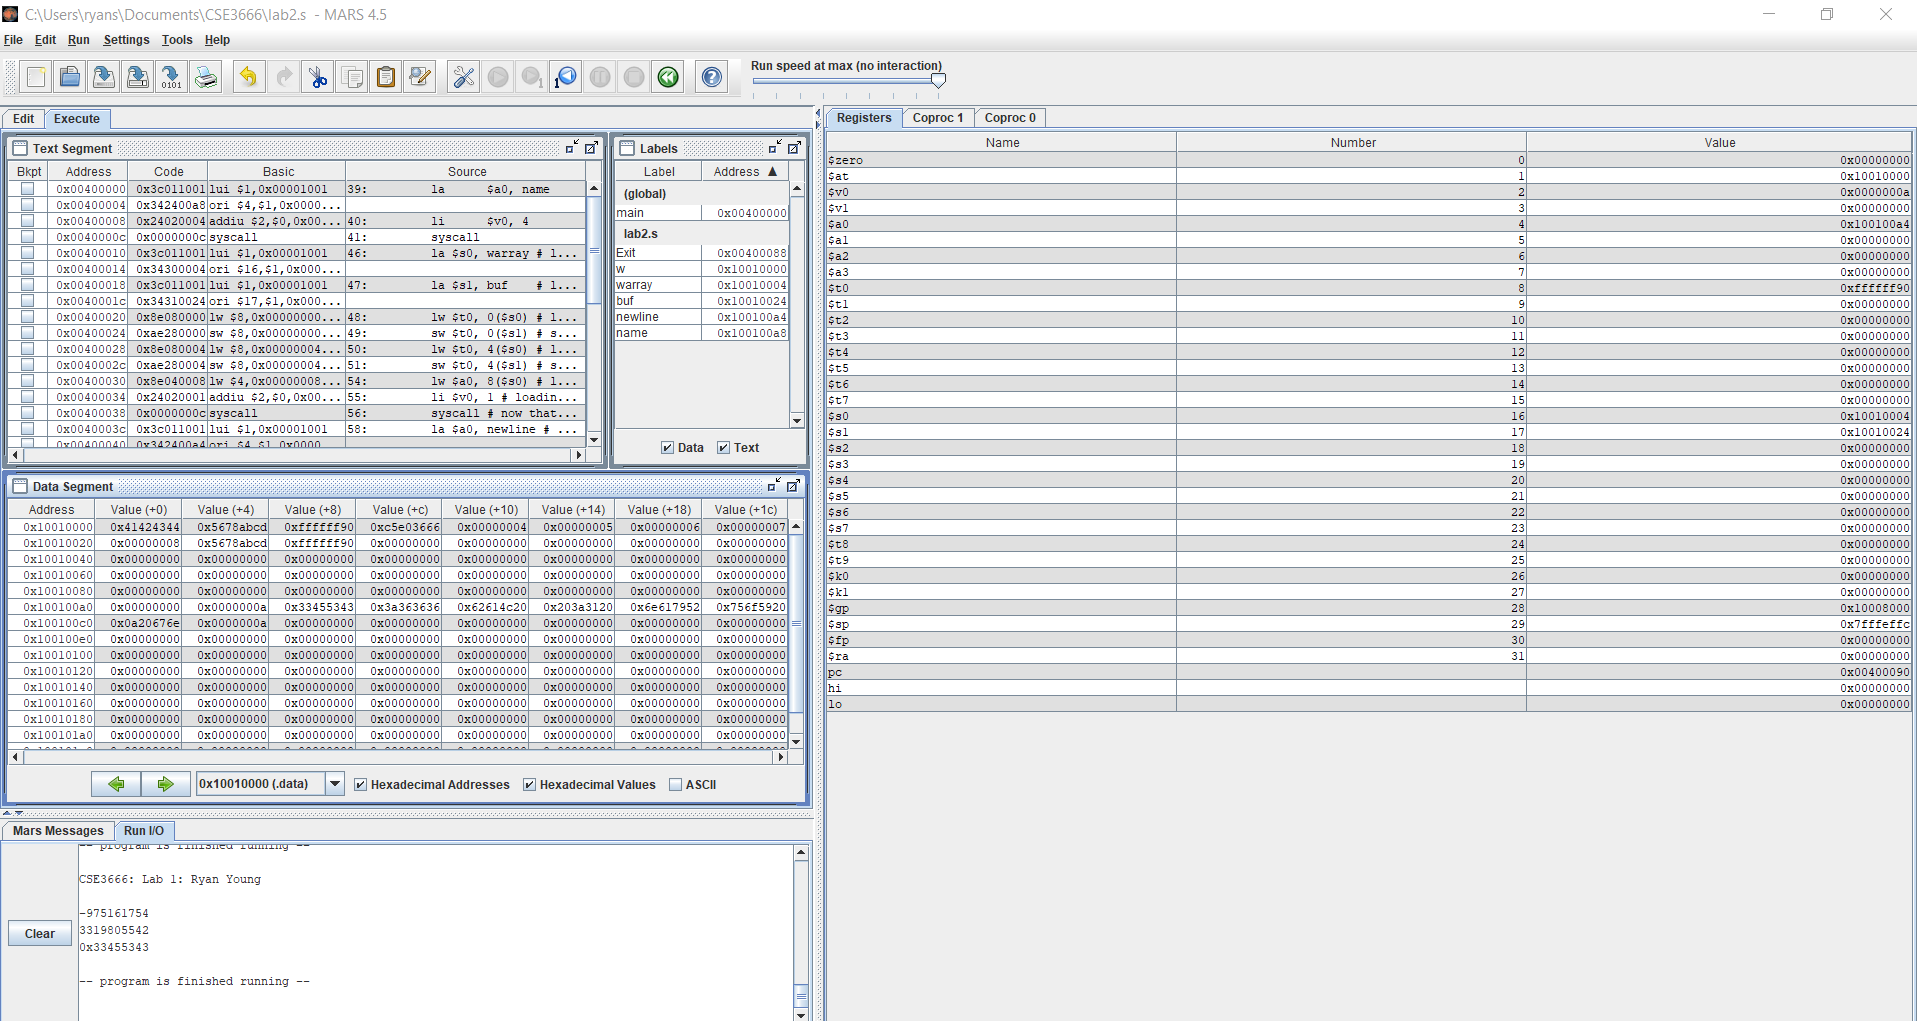 C:\Users\ryans\Documents\CSE3666\lab2.s - MARS 4.5
File Edit Run Settings Tools Help
Run speed at max (no interaction)
Edit Execute
Text Segment
Bkpt Address Code Basic Source
0x00400000 0x3c011001 lui $1,0x00001001 39: la $a0, name
0x00400004 0x342400a8 ori $4,$1,0x0000...
0x00400008 0x24020004 addiu $2,$0,0x00... 40: li $v0, 4
0x0040000c 0x0000000c syscall 41: syscall
0x00400010 0x3c011001 lui $1,0x00001001 46: la $s0, warray # l...
0x00400014 0x34300004 ori $16,$1,0x000...
0x00400018 0x3c011001 lui $1,0x00001001 47: la $s1, buf # l...
0x0040001c 0x34310024 ori $17,$1,0x000...
0x00400020 0x8e080000 lw $8,0x00000000... 48: lw $t0, 0($s0) # l...
0x00400024 0xae280000 sw $8,0x00000000... 49: sw $t0, 0($s1) # s...
0x00400028 0x8e080004 lw $8,0x00000004... 50: lw $t0, 4($s0) # l...
0x0040002c 0xae280004 sw $8,0x00000004... 51: sw $t0, 4($s1) # s...
0x00400030 0x8e040008 lw $4,0x00000008... 54: lw $a0, 8($s0) # l...
0x00400034 0x24020001 addiu $2,$0,0x00... 55: li $v0, 1 # loadin...
0x00400038 0x0000000c syscall 56: syscall # now that...
0x0040003c 0x3c011001 lui $1,0x00001001 58: la $a0, newline # ...
0x00400040 0x342400a4 ori $4,$1,0x0000...
Labels
Label Address ▲
(global)
main 0x00400000
lab2.s
Exit 0x00400088
w 0x10010000
warray 0x10010004
buf 0x10010024
newline 0x100100a4
name 0x100100a8
Data Text
Data Segment
Address Value (+0) Value (+4) Value (+8) Value (+c) Value (+10) Value (+14) Value (+18) Value (+1c)
0x10010000 0x41424344 0x5678abcd 0xffffff90 0xc5e03666 0x00000004 0x00000005 0x00000006 0x00000007
0x10010020 0x00000008 0x5678abcd 0xffffff90 0x00000000 0x00000000 0x00000000 0x00000000 0x00000000
0x10010040 0x00000000 0x00000000 0x00000000 0x00000000 0x00000000 0x00000000 0x00000000 0x00000000
0x10010060 0x00000000 0x00000000 0x00000000 0x00000000 0x00000000 0x00000000 0x00000000 0x00000000
0x10010080 0x00000000 0x00000000 0x00000000 0x00000000 0x00000000 0x00000000 0x00000000 0x00000000
0x100100a0 0x00000000 0x0000000a 0x33455343 0x3a363636 0x62614c20 0x203a3120 0x6e617952 0x756f5920
0x100100c0 0x0a20676e 0x0000000a 0x00000000 0x00000000 0x00000000 0x00000000 0x00000000 0x00000000
0x100100e0 0x00000000 0x00000000 0x00000000 0x00000000 0x00000000 0x00000000 0x00000000 0x00000000
0x10010100 0x00000000 0x00000000 0x00000000 0x00000000 0x00000000 0x00000000 0x00000000 0x00000000
0x10010120 0x00000000 0x00000000 0x00000000 0x00000000 0x00000000 0x00000000 0x00000000 0x00000000
0x10010140 0x00000000 0x00000000 0x00000000 0x00000000 0x00000000 0x00000000 0x00000000 0x00000000
0x10010160 0x00000000 0x00000000 0x00000000 0x00000000 0x00000000 0x00000000 0x00000000 0x00000000
0x10010180 0x00000000 0x00000000 0x00000000 0x00000000 0x00000000 0x00000000 0x00000000 0x00000000
0x100101a0 0x00000000 0x00000000 0x00000000 0x00000000 0x00000000 0x00000000 0x00000000 0x00000000
0x10010000 (.data) Hexadecimal Addresses Hexadecimal Values ASCII
Mars Messages Run I/O
Clear
-- program is finished running --
CSE3666: Lab 1: Ryan Young
-975161754
3319805542
0x33455343
-- program is finished running --
Registers Coproc 1 Coproc 0
Name Number Value
$zero 0 0x00000000
$at 1 0x10010000
$v0 2 0x0000000a
$v1 3 0x00000000
$a0 4 0x100100a4
$a1 5 0x00000000
$a2 6 0x00000000
$a3 7 0x00000000
$t0 8 0xffffff90
$t1 9 0x00000000
$t2 10 0x00000000
$t3 11 0x00000000
$t4 12 0x00000000
$t5 13 0x00000000
$t6 14 0x00000000
$t7 15 0x00000000
$s0 16 0x10010004
$s1 17 0x10010024
$s2 18 0x00000000
$s3 19 0x00000000
$s4 20 0x00000000
$s5 21 0x00000000
$s6 22 0x00000000
$s7 23 0x00000000
$t8 24 0x00000000
$t9 25 0x00000000
$k0 26 0x00000000
$k1 27 0x00000000
$gp 28 0x10008000
$sp 29 0x7fffeffc
$fp 30 0x00000000
$ra 31 0x00000000
pc 0x00400090
hi 0x00000000
lo 0x00000000